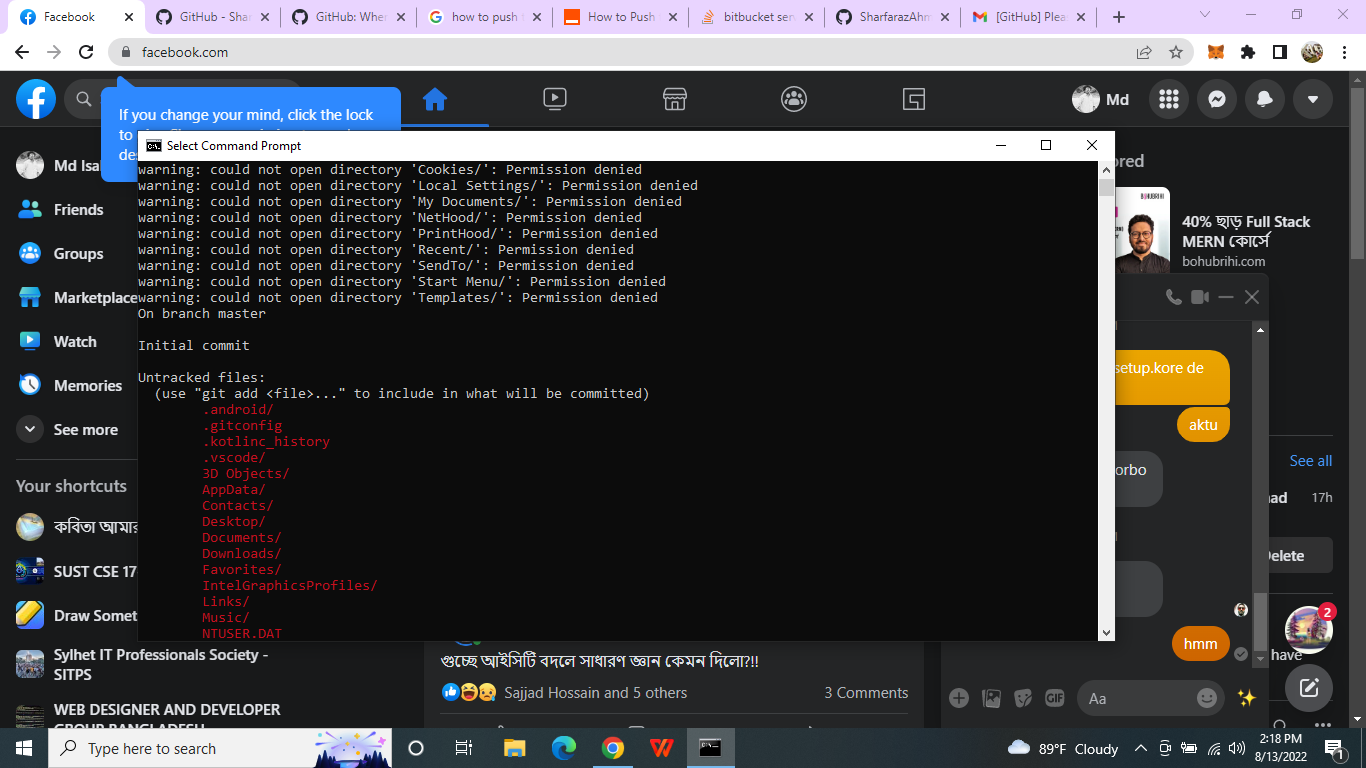 Facebook
GitHub - Shar
GitHub: Wher
how to push
How to Push
bitbucket serv
SharfarazAhm
[GitHub] Plea
facebook.com
Md
If you change your mind, click the lock
to
Select Command Prompt
warning: could not open directory 'Cookies/': Permission denied
warning: could not open directory 'Local Settings/': Permission denied
warning: could not open directory 'My Documents/': Permission denied
warning: could not open directory 'NetHood/': Permission denied
warning: could not open directory 'PrintHood/': Permission denied
warning: could not open directory 'Recent/': Permission denied
warning: could not open directory 'SendTo/': Permission denied
warning: could not open directory 'Start Menu/': Permission denied
warning: could not open directory 'Templates/': Permission denied
On branch master
Initial commit
Untracked files:
(use "git add <file>..." to include in what will be committed)
.android/
.gitconfig
.kotlinc_history
.vscode/
3D Objects/
AppData/
Contacts/
Desktop/
Documents/
Downloads/
Favorites/
IntelGraphicsProfiles/
Links/
Music/
NTUSER.DAT
Md Isa
Friends
Groups
Marketplace
Watch
Memories
See more
Your shortcuts
কবিতা আমার
SUST CSE 17
Draw Somet
Sylhet IT Professionals Society -
SITPS
WEB DESIGNER AND DEVELOPER
GROUP BANGLADESH
ored
BOHUBRIHI
40% ছাড় Full Stack
MERN কোর্সে
bohubrihi.com
setup.kore de
aktu
orbo
hmm
See all
ad
17h
Delete
2
have
Aa
GIF
গুচ্ছে আইসিটি বদলে সাধারণ জ্ঞান কেমন দিলো?!!
Sajjad Hossain and 5 others
3 Comments
Type here to search
89°F Cloudy
2:18 PM
8/13/2022
1